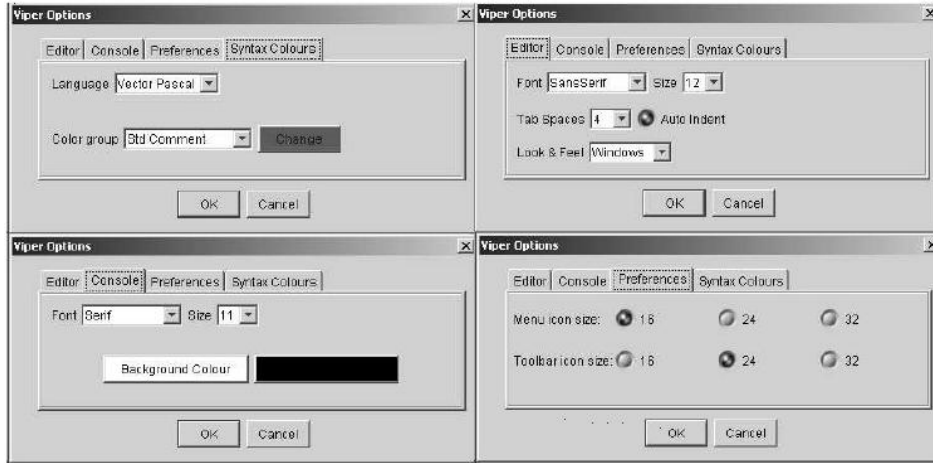 Viper Options
Editor Console Preferences Syntax Colours
Language Vector Pascal
Color group Std Comment Change
OK Cancel
Viper Options
Editor Console Preferences Syntax Colours
Font SansSerif Size 12
Tab Spaces 4 Auto Indent
Look & Feel Windows
OK Cancel
Viper Options
Editor Console Preferences Syntax Colours
Font Serif Size 11
Background Colour
OK Cancel
Viper Options
Editor Console Preferences Syntax Colours
Menu icon size: 16 24 32
Toolbar icon size: 16 24 32
OK Cancel